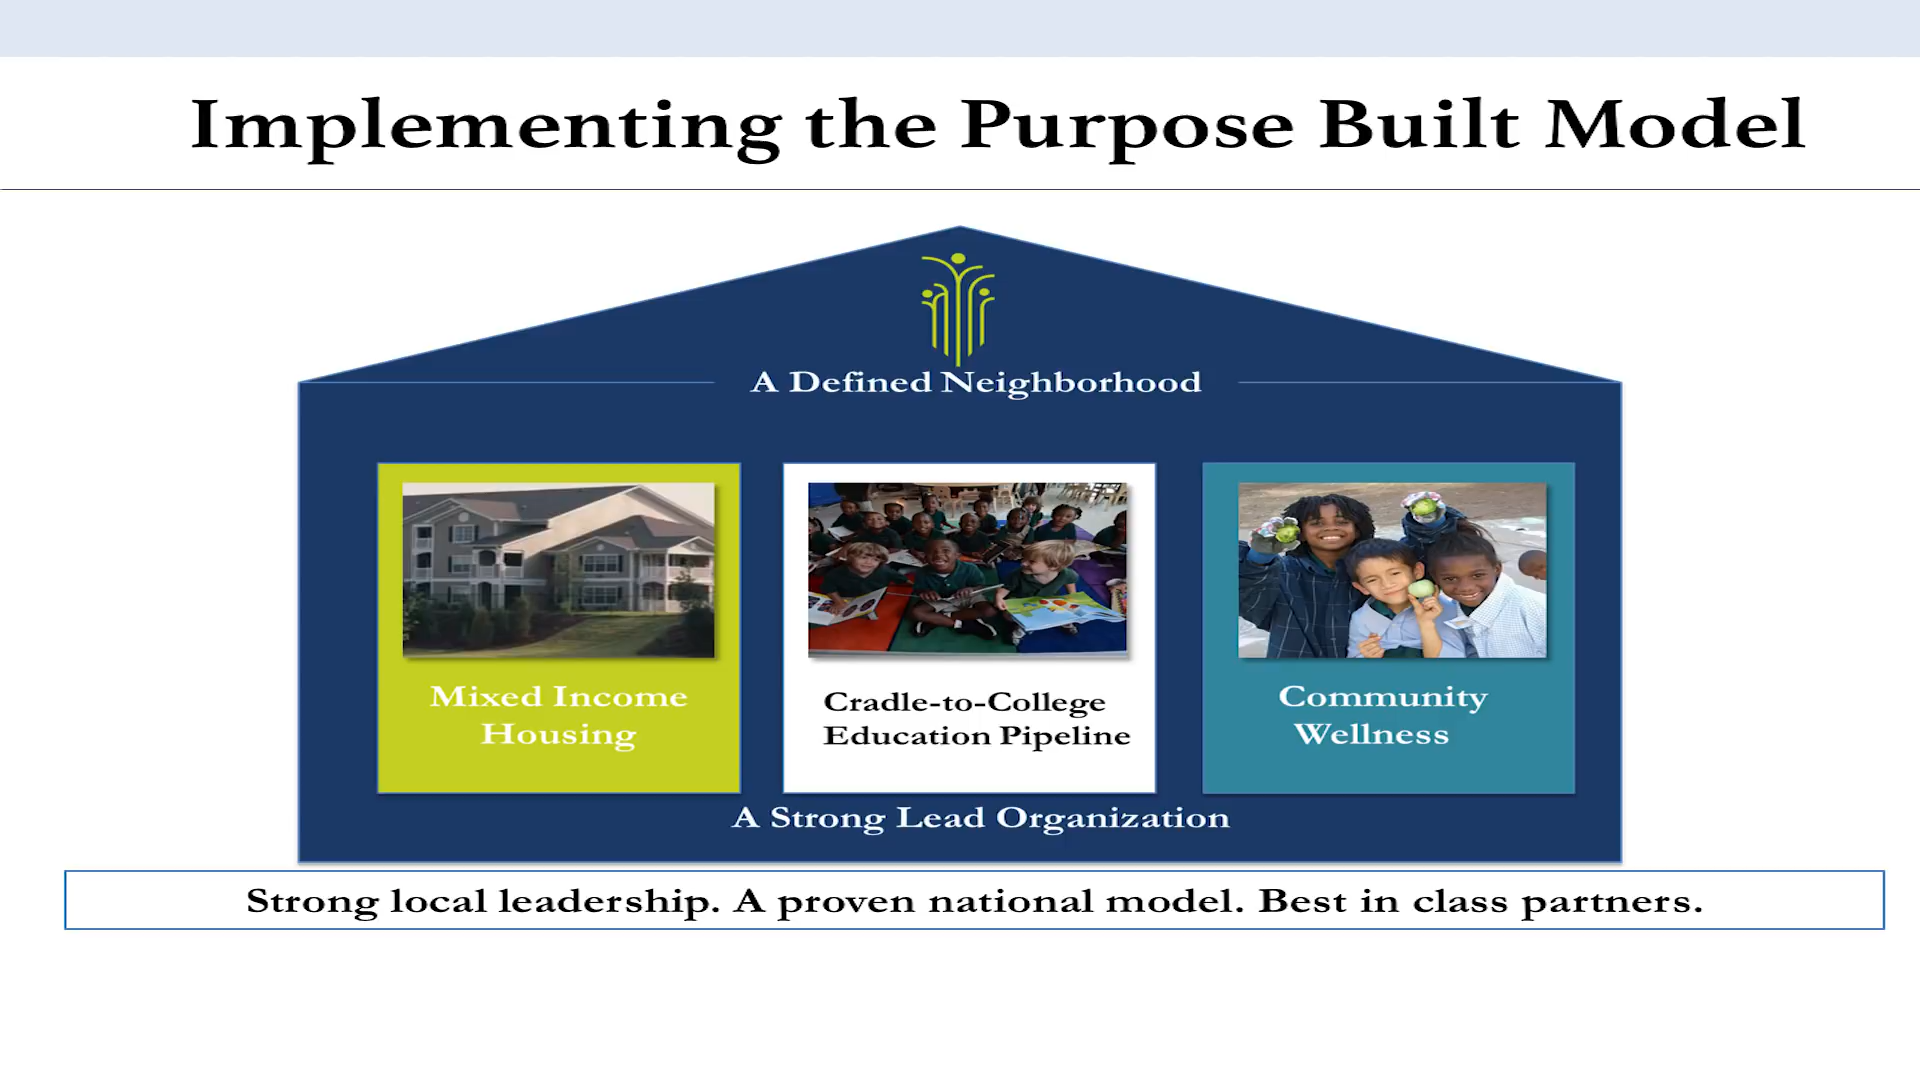 Implementing the Purpose Built Model
A Defined Neighborhood
Mixed Income
Housing
Cradle-to-College
Education Pipeline
Community
Wellness
A Strong Lead Organization
Strong local leadership. A proven national model. Best in class partners.